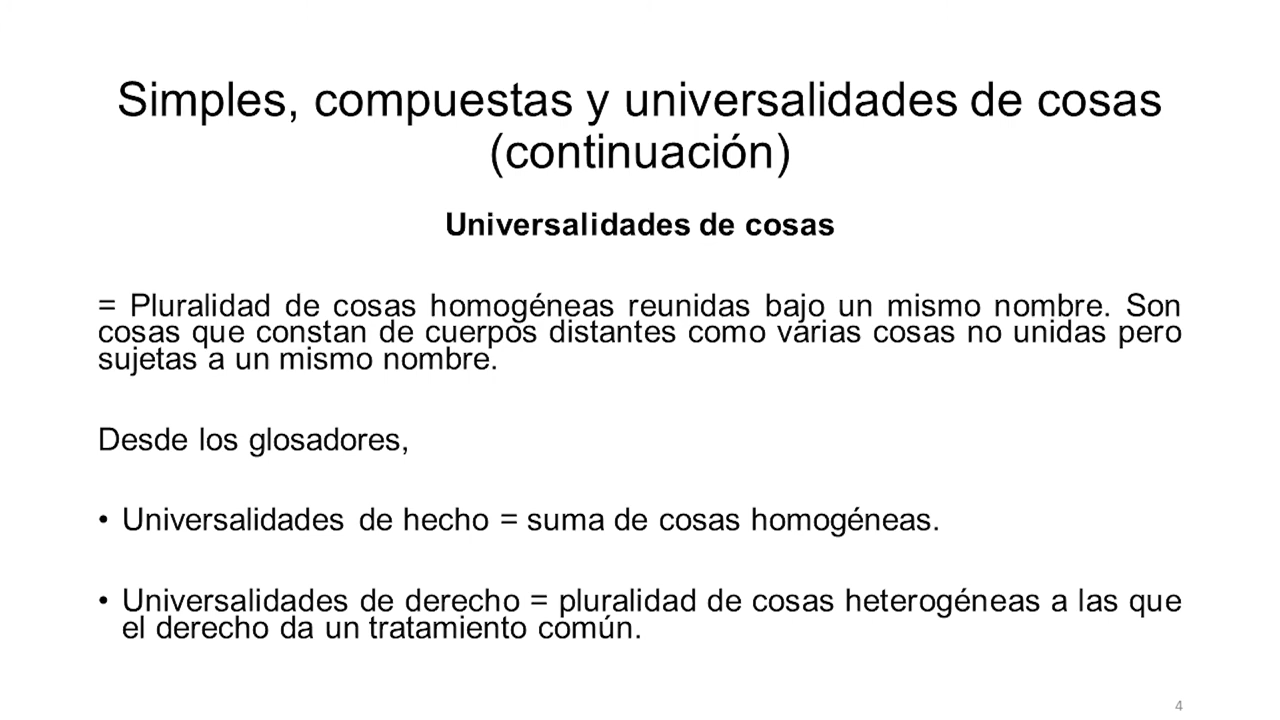 Simples, compuestas y universalidades de cosas
(continuación)
Universalidades de cosas
= Pluralidad de cosas homogéneas reunidas bajo un mismo nombre. Son
cosas que constan de cuerpos distantes como varias cosas no unidas pero
sujetas a un mismo nombre.
Desde los glosadores,
• Universalidades de hecho = suma de cosas homogéneas.
• Universalidades de derecho = pluralidad de cosas heterogéneas a las que
el derecho da un tratamiento común.
4